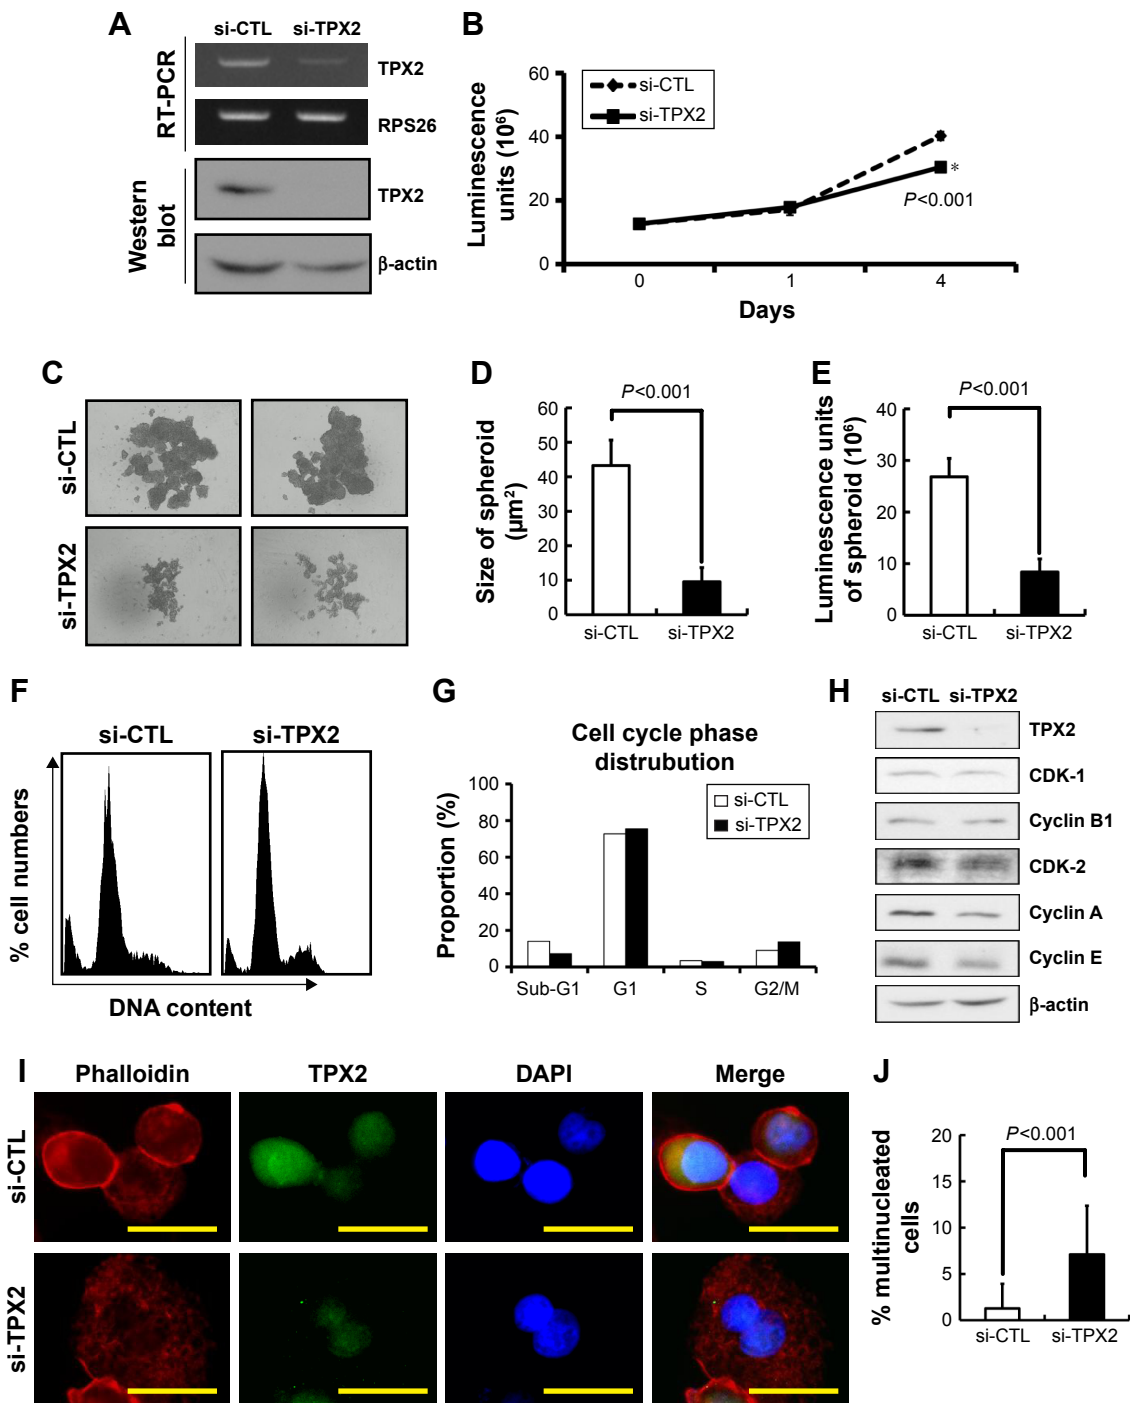 A
si-CTL si-TPX2
RT-PCR
TPX2
RPS26
Western
blot
TPX2
β-actin
B
Luminescence
units (10⁶)
60
40
20
0
si-CTL
si-TPX2
*
P<0.001
0 1 4
Days
C
si-CTL
si-TPX2
D
P<0.001
Size of spheroid
(µm²)
60
50
40
30
20
10
0
si-CTL si-TPX2
E
P<0.001
Luminescence units
of spheroid (10⁶)
40
30
20
10
0
si-CTL si-TPX2
F
si-CTL si-TPX2
% cell numbers
DNA content
G
Cell cycle phase
distrubution
Proportion (%)
100
80
60
40
20
0
si-CTL
si-TPX2
Sub-G1 G1 S G2/M
H
si-CTL si-TPX2
TPX2
CDK-1
Cyclin B1
CDK-2
Cyclin A
Cyclin E
β-actin
I
Phalloidin TPX2 DAPI Merge
si-CTL
si-TPX2
J
P<0.001
% multinucleated
cells
20
15
10
5
0
si-CTL si-TPX2